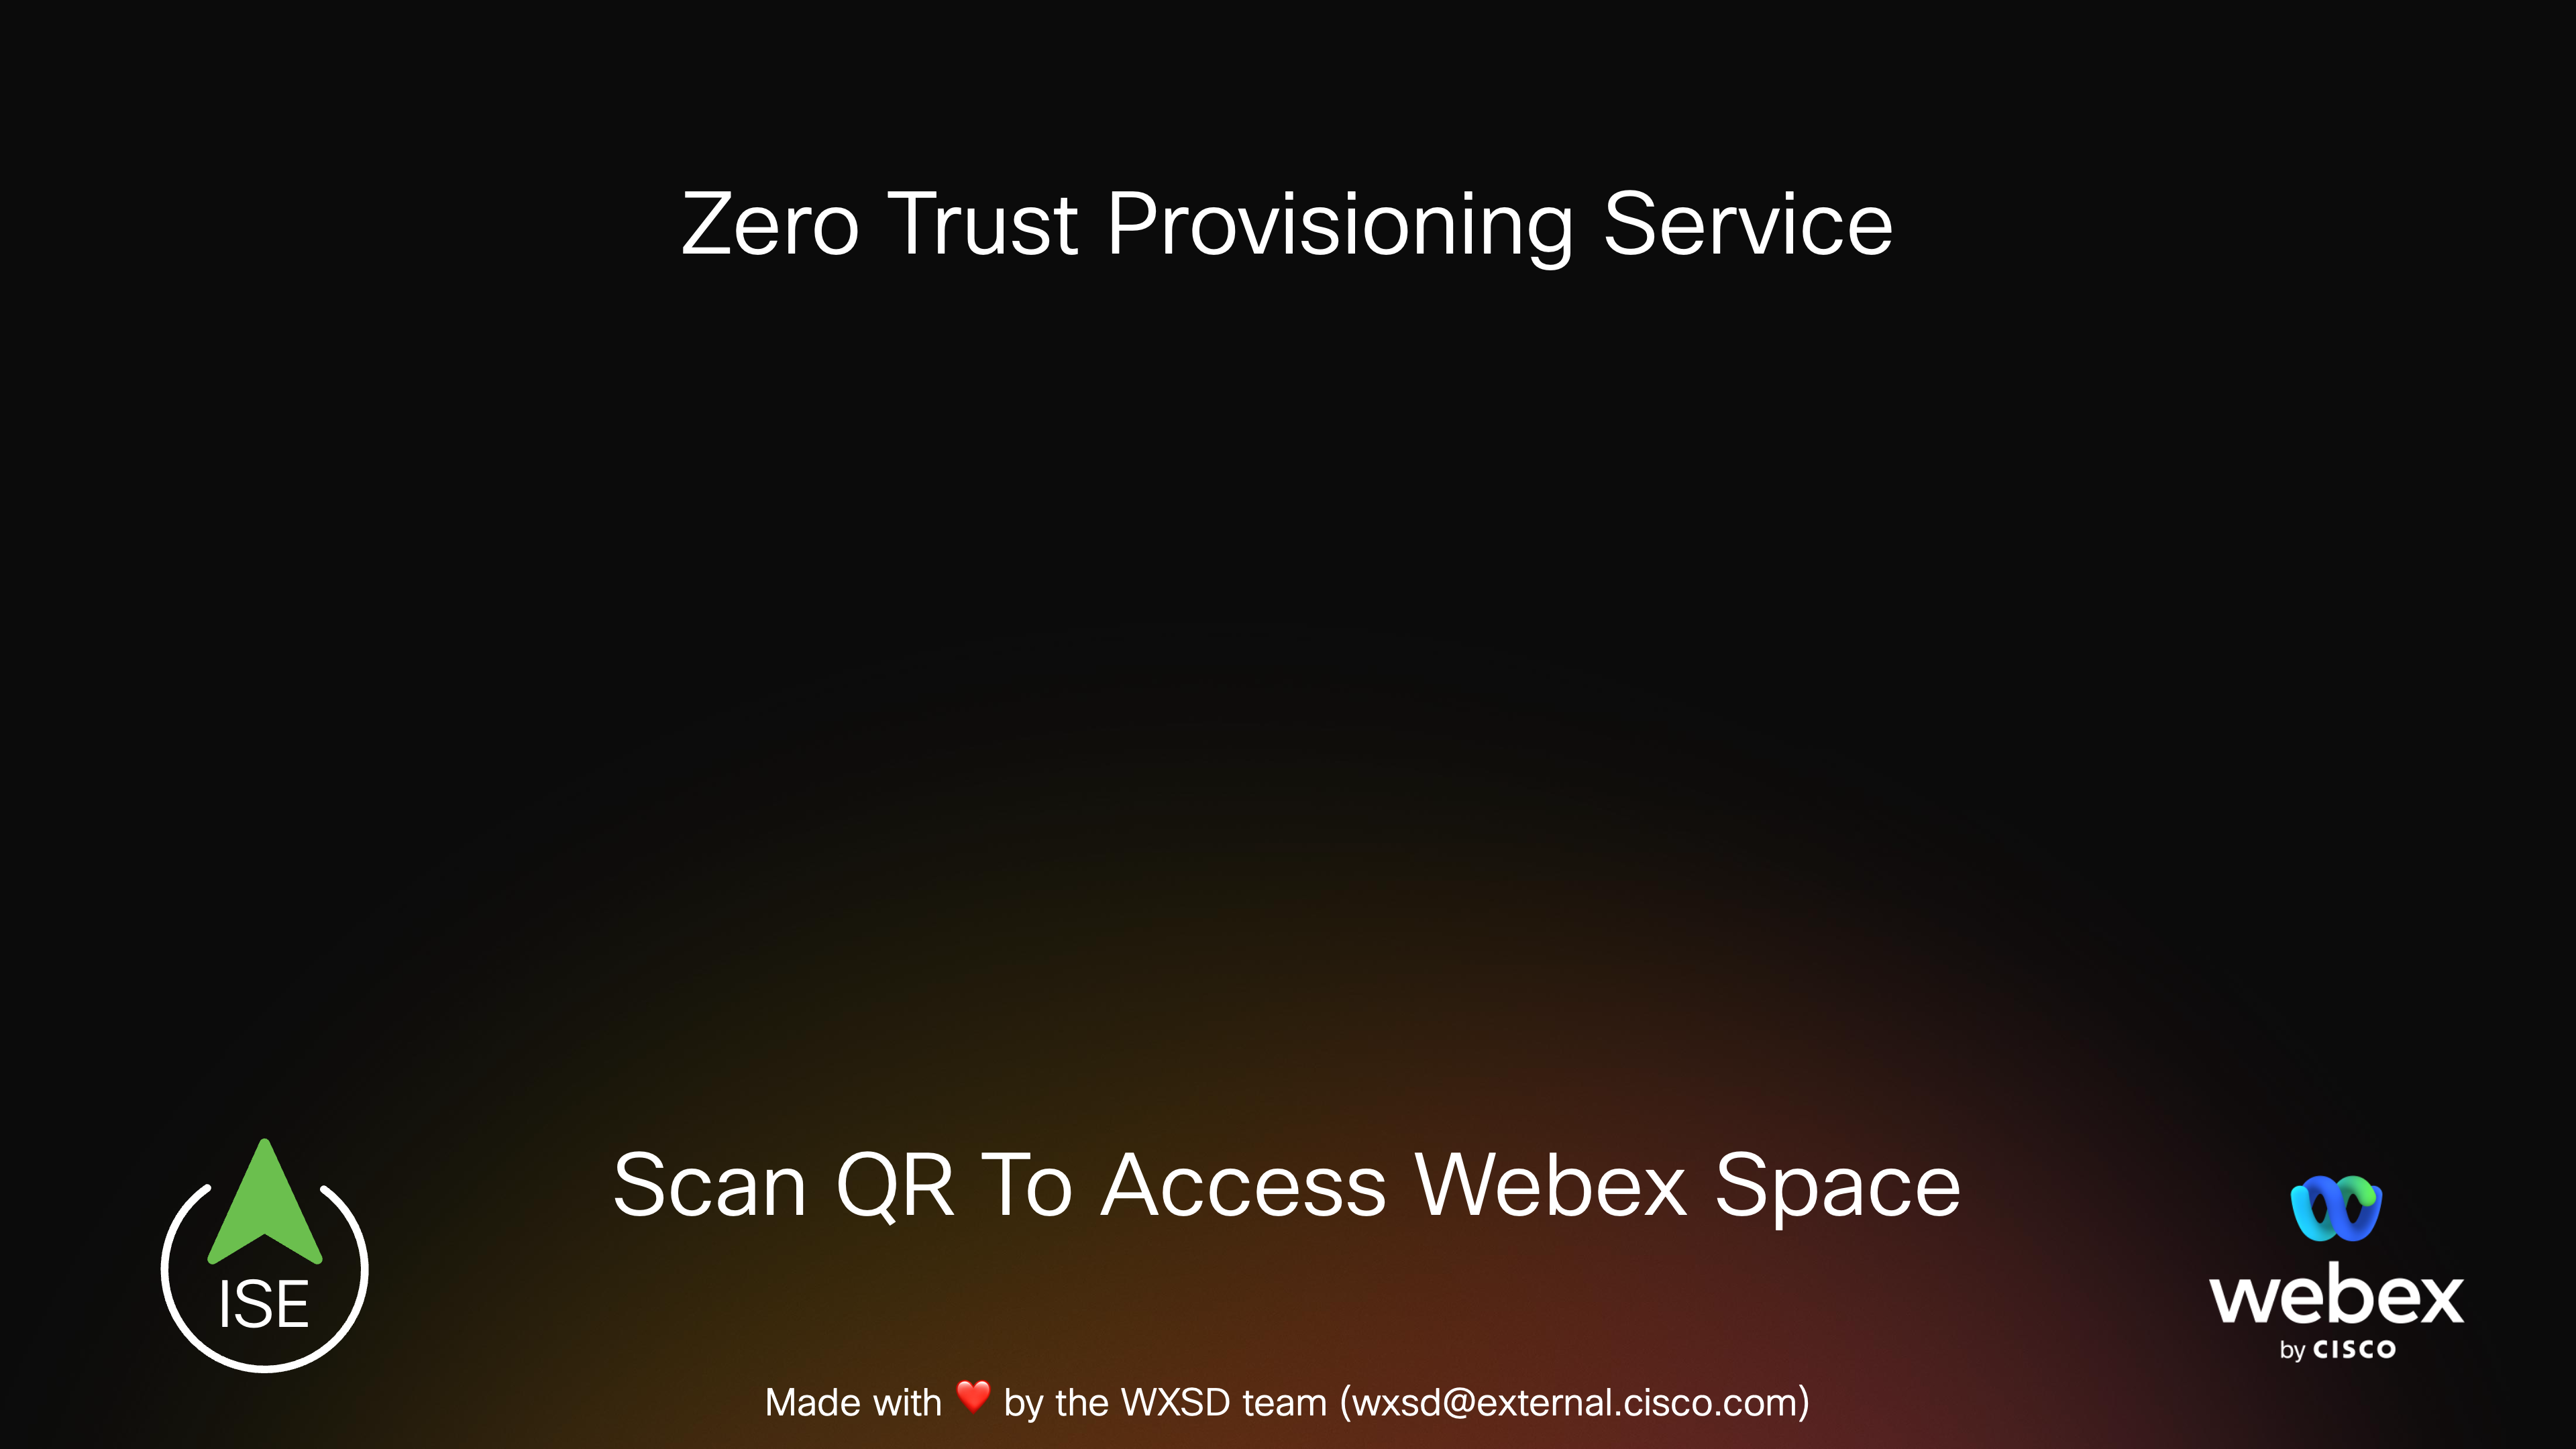 Zero Trust Provisioning Service
Scan QR To Access Webex Space
ISE
webex
by CISCO
Made with ❤️ by the WXSD team (wxsd@external.cisco.com)